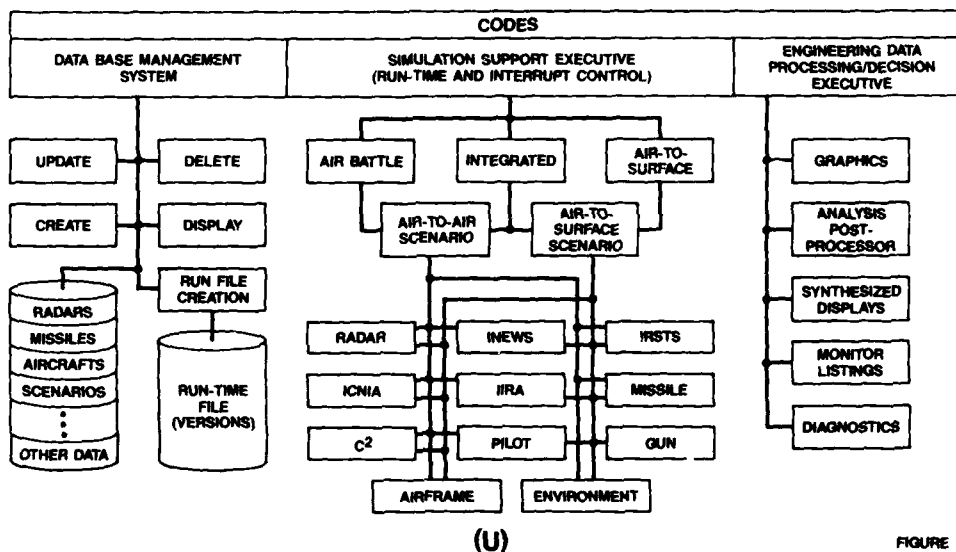 CODES
DATA BASE MANAGEMENT
SYSTEM
SIMULATION SUPPORT EXECUTIVE
(RUN-TIME AND INTERRUPT CONTROL)
ENGINEERING DATA
PROCESSING/DECISION
EXECUTIVE
UPDATE
DELETE
CREATE
DISPLAY
RUN FILE
CREATION
RADARS
MISSILES
AIRCRAFTS
SCENARIOS
OTHER DATA
RUN-TIME
FILE
(VERSIONS)
AIR BATTLE
INTEGRATED
AIR-TO-
SURFACE
AIR-TO-AIR
SCENARIO
AIR-TO-
SURFACE
SCENARIO
RADAR
INEWS
IRSTS
ICNIA
IIRA
MISSILE
C²
PILOT
GUN
AIRFRAME
ENVIRONMENT
GRAPHICS
ANALYSIS
POST-
PROCESSOR
SYNTHESIZED
DISPLAYS
MONITOR
LISTINGS
DIAGNOSTICS
(U)
FIGURE